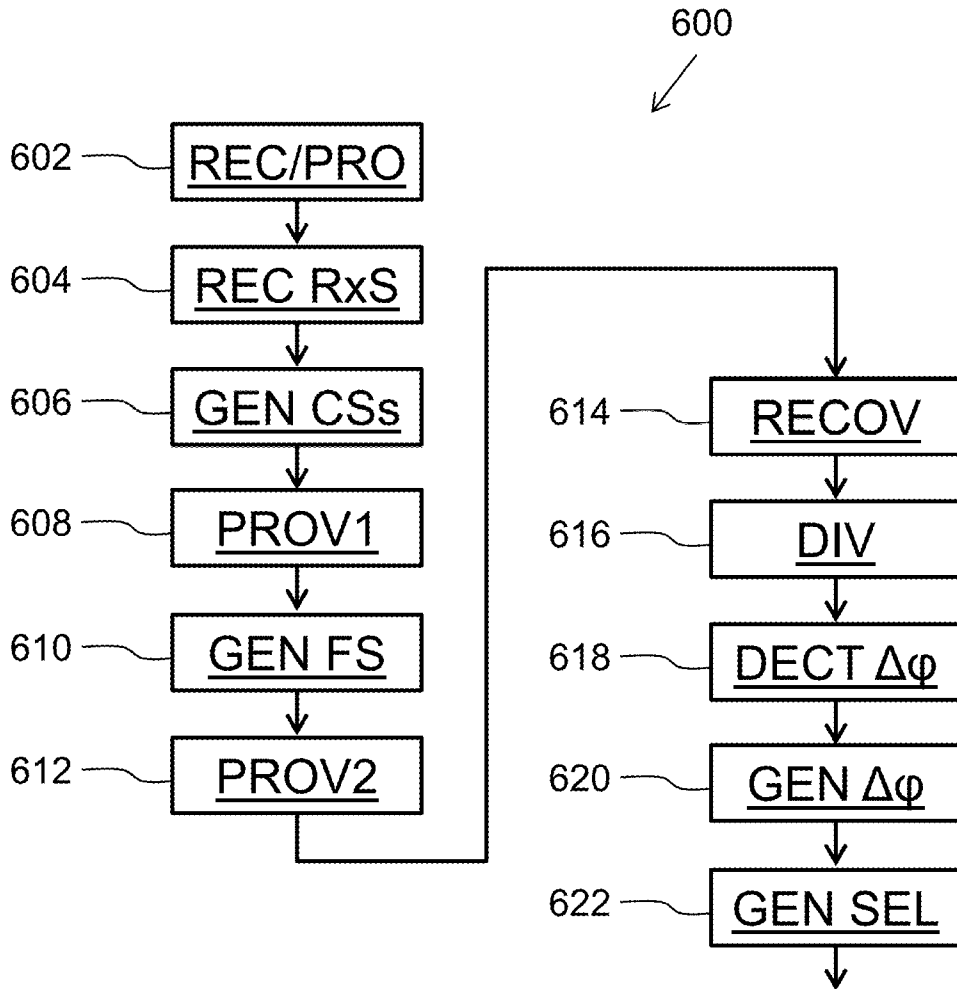 600
602 REC/PRO
604 REC RxS
606 GEN CSs
608 PROV1
610 GEN FS
612 PROV2
614 RECOV
616 DIV
618 DECT Δφ
620 GEN Δφ
622 GEN SEL